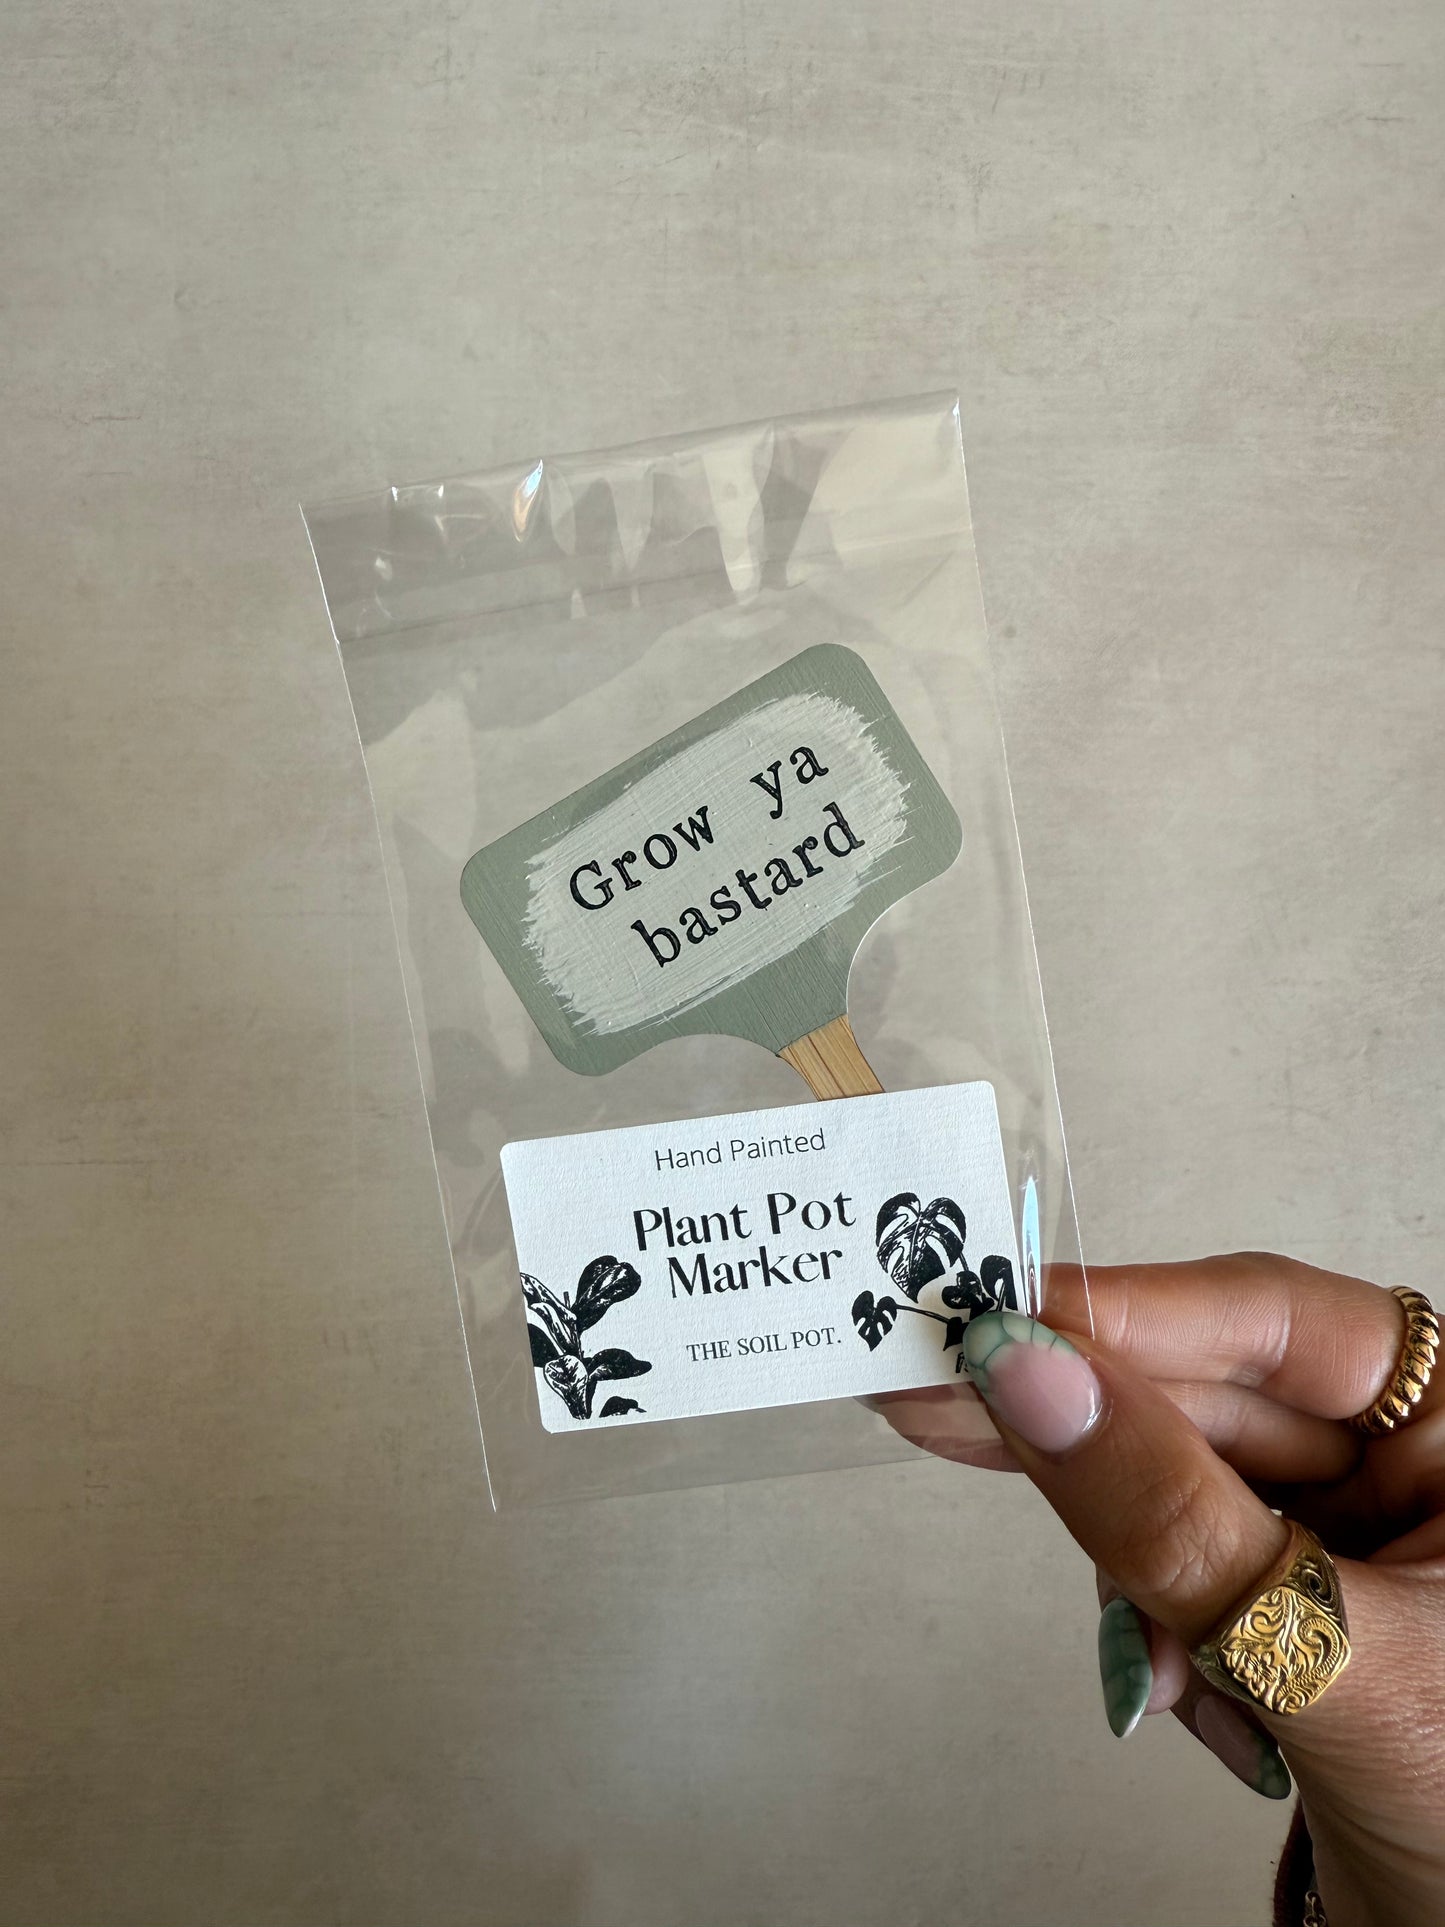 Grow ya
bastard
Hand Painted
Plant Pot
Marker
THE SOIL POT.